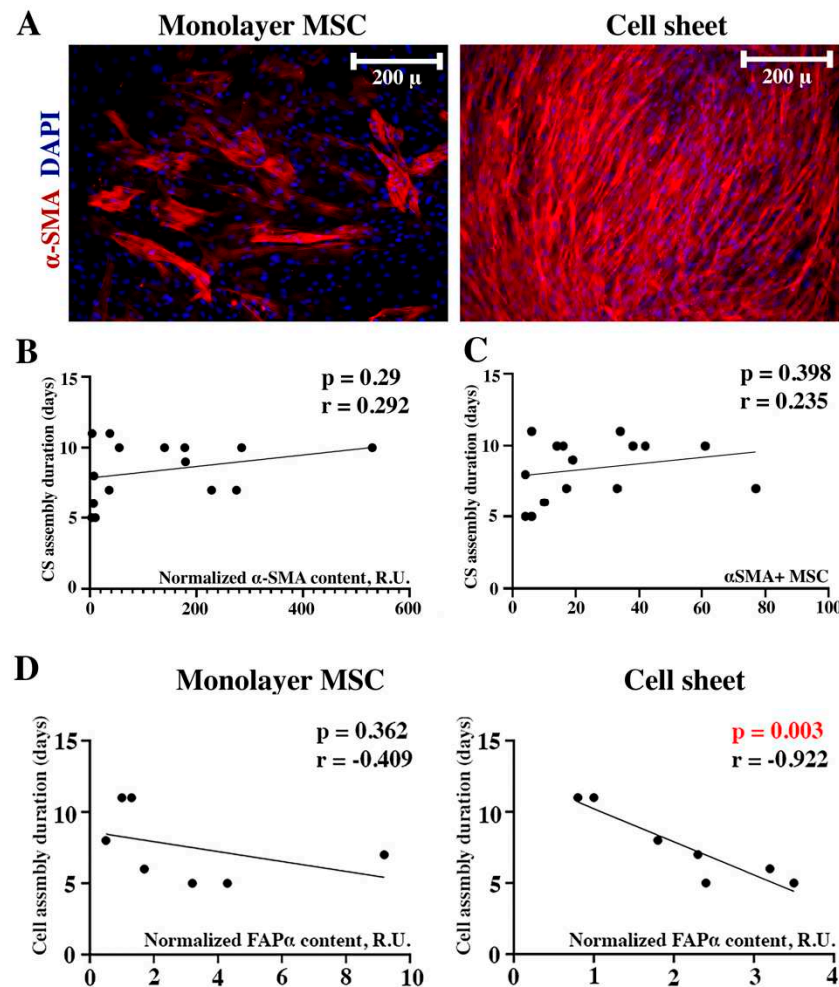 A
Monolayer MSC
Cell sheet
α-SMA DAPI
200 μ
200 μ
B
CS assembly duration (days)
15
10
5
0
p = 0.29
r = 0.292
Normalized α-SMA content, R.U.
0
200
400
600
C
CS assembly duration (days)
15
10
5
0
p = 0.398
r = 0.235
αSMA+ MSC
0
20
40
60
80
100
D
Monolayer MSC
Cell assmbly duration (days)
15
10
5
0
p = 0.362
r = -0.409
Normalized FAPα content, R.U.
0
2
4
6
8
10
Cell sheet
Cell assmbly duration (days)
15
10
5
0
p = 0.003
r = -0.922
Normalized FAPα content, R.U.
1
2
3
4